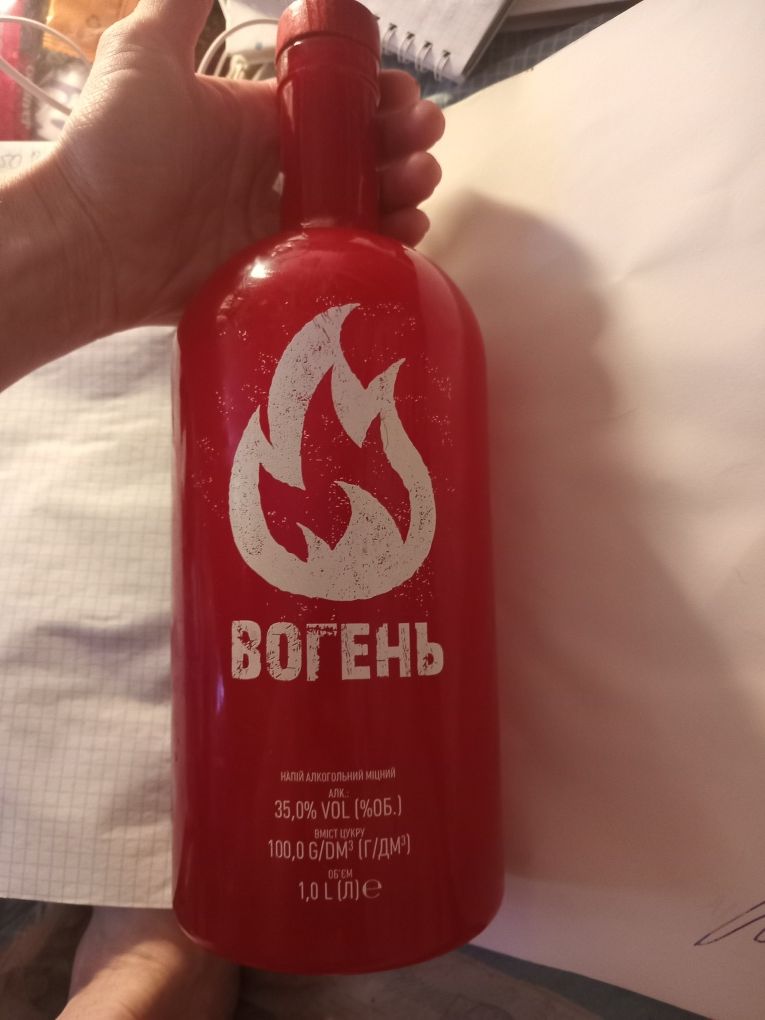 ВОГЕНЬ
НАПІЙ АЛКОГОЛЬНИЙ МІЦНИЙ
АЛК.:
35,0% VOL (%ОБ.)
ВМІСТ ЦУКРУ
100,0 G/DM³ (Г/ДМ³)
ОБ'ЄМ
1,0 L (Л) ℮